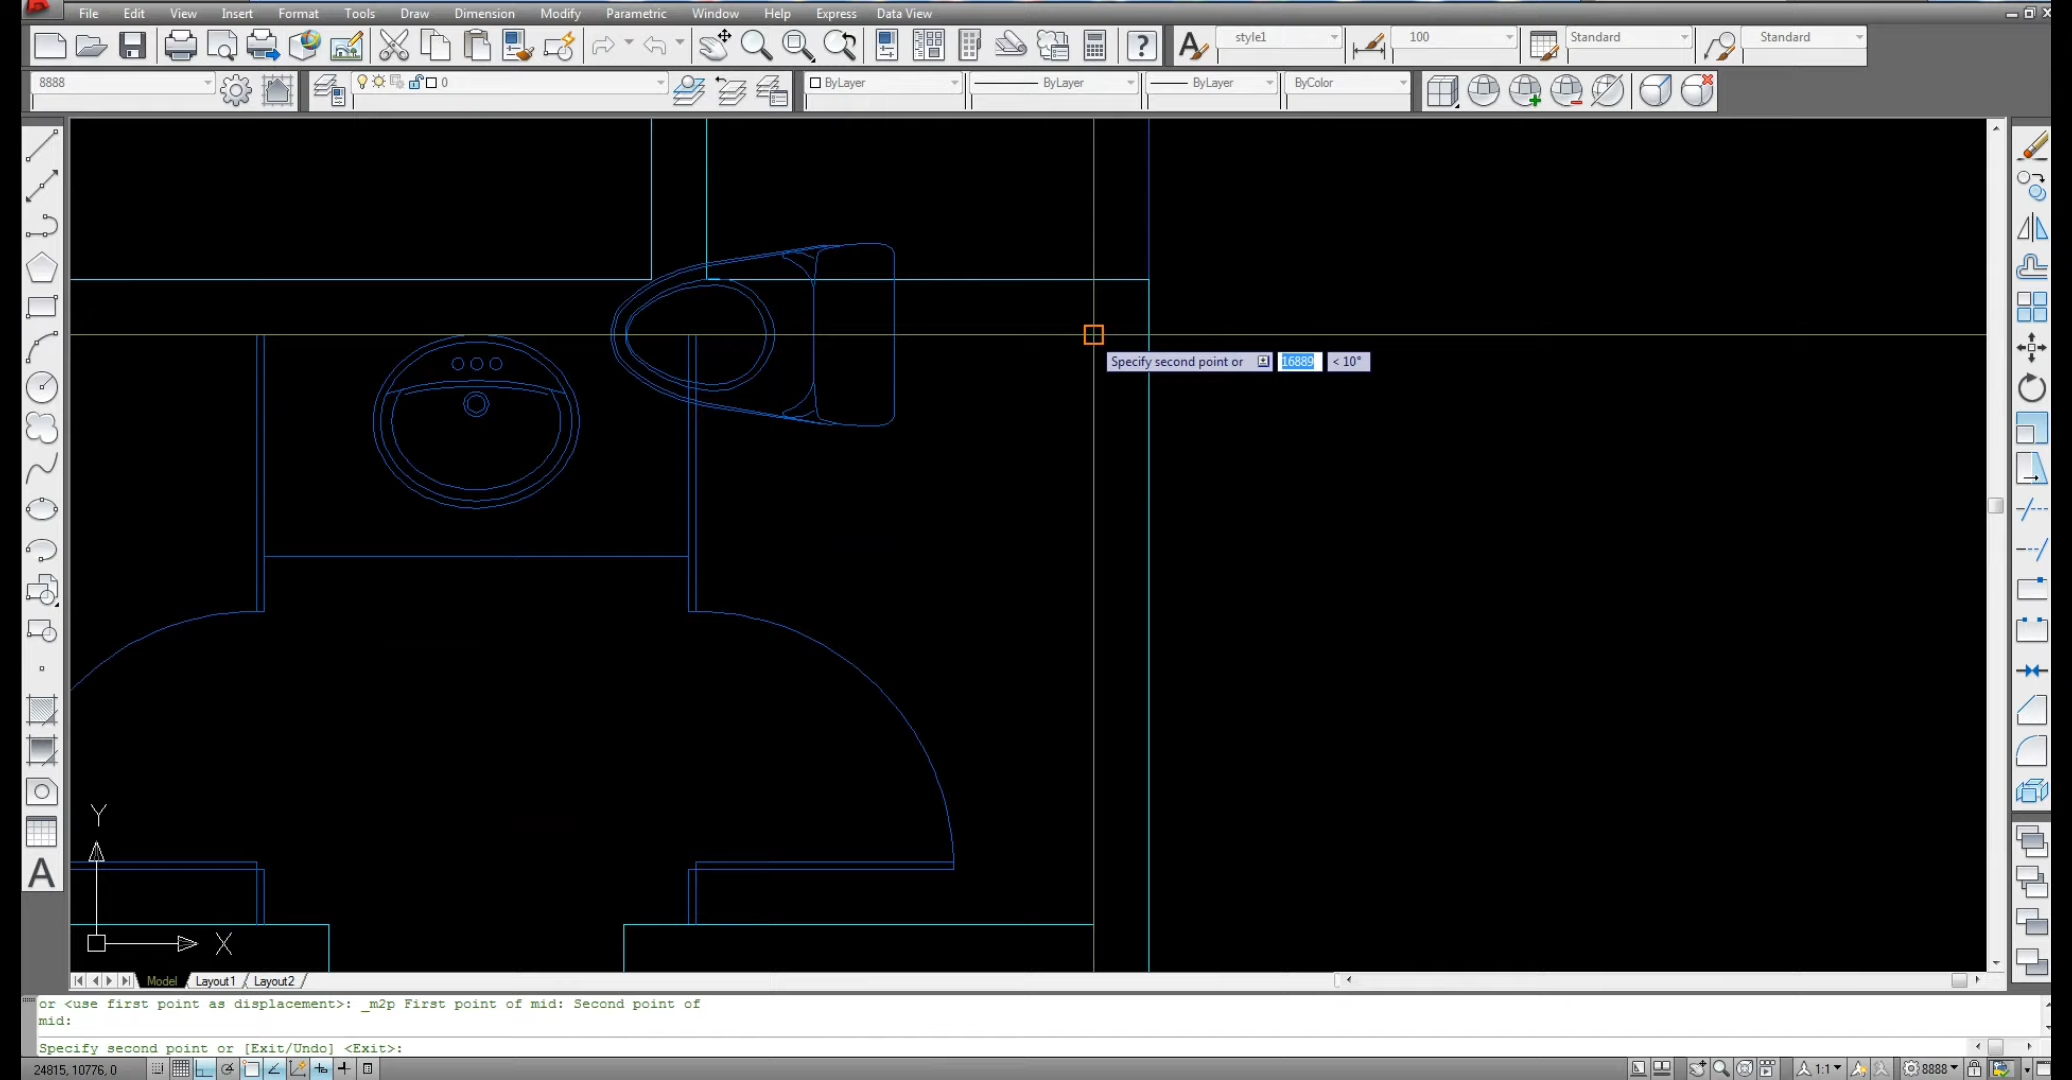 File Edit View Insert Format Tools Draw Dimension Modify Parametric Window Help Express Data View
style1 100 Standard Standard
8888 0 ByLayer ByLayer ByLayer ByColor
Specify second point or 16889 < 10°
Y
X
A
Model Layout1 Layout2
or <use first point as displacement>: _m2p First point of mid: Second point of
mid:
Specify second point or [Exit/Undo] <Exit>:
24815, 10776, 0 1:1 8888